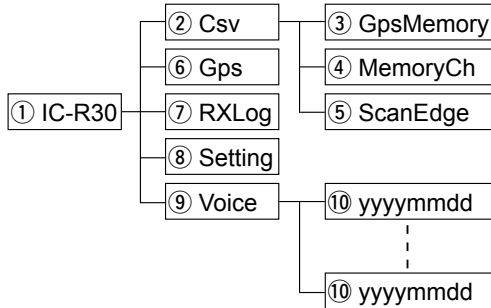 ① IC-R30
② Csv
③ GpsMemory
④ MemoryCh
⑤ ScanEdge
⑥ Gps
⑦ RXLog
⑧ Setting
⑨ Voice
⑩ yyyymmdd
⑩ yyyymmdd